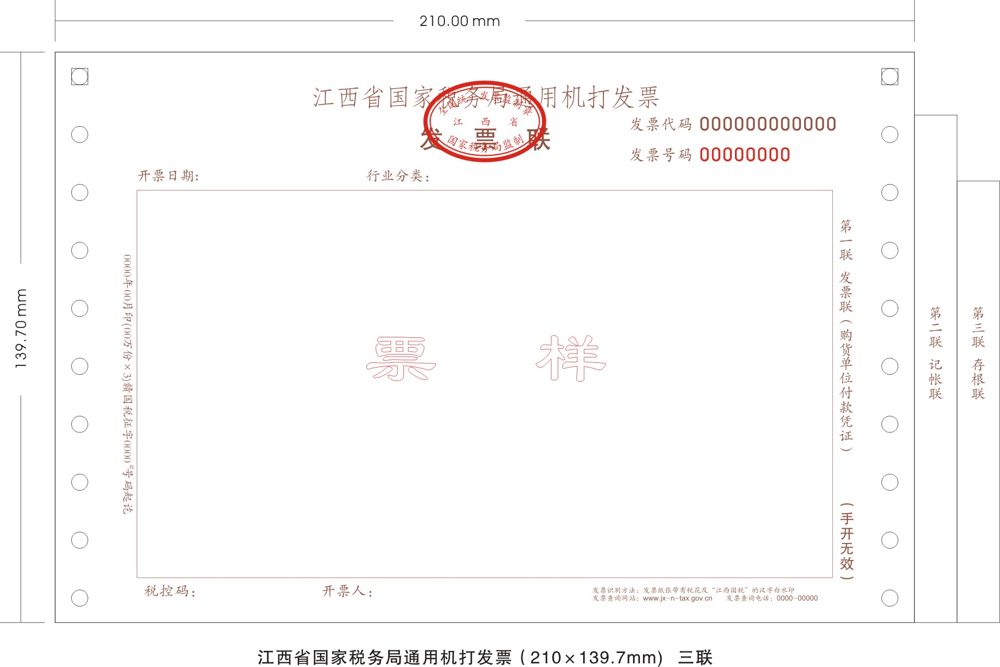 210.00 mm
139.70 mm
江西省国家税务局通用机打发票
全国统一发票监制章
江西省
国家税务局监制
发票联
发票代码 000000000000
发票号码 00000000
开票日期:
行业分类:
票样
0000年00月印(00万份×3)赣国税征字0000#号码起讫
第一联 发票联(购货单位付款凭证)
(手开无效)
第二联 记帐联
第三联 存根联
税控码:
开票人:
发票识别方法: 发票纸张带有税花及“江西国税”的汉字白水印
发票查询网站: www.jx-n-tax.gov.cn 发票查询电话: 0000-00000
江西省国家税务局通用机打发票(210×139.7mm) 三联